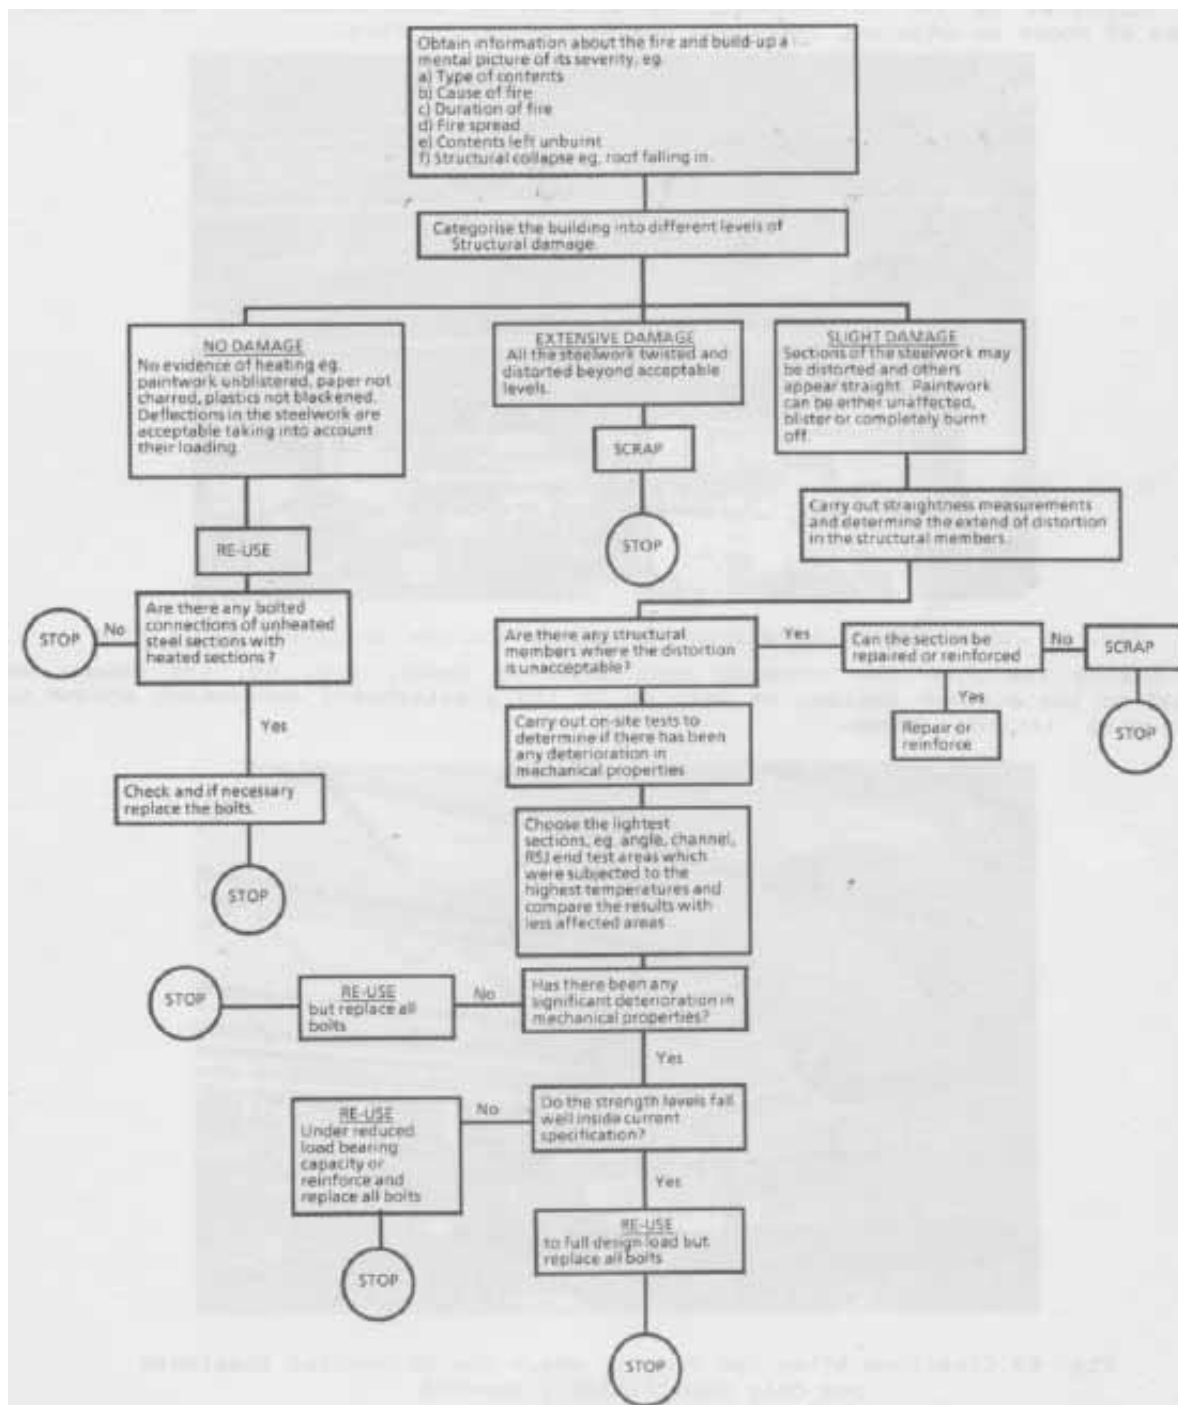 Obtain information about the fire and build-up a
mental picture of its severity, eg.
a) Type of contents
b) Cause of fire
c) Duration of fire
d) Fire spread
e) Contents left unburnt
f) Structural collapse eg. roof falling in.
Categorise the building into different levels of
Structural damage.
NO DAMAGE
No evidence of heating eg.
paintwork unblistered, paper not
charred, plastics not blackened.
Deflections in the steelwork are
acceptable taking into account
their loading.
EXTENSIVE DAMAGE
All the steelwork twisted and
distorted beyond acceptable
levels.
SLIGHT DAMAGE
Sections of the steelwork may
be distorted and others
appear straight. Paintwork
can be either unaffected,
blister or completely burnt
off.
SCRAP
STOP
Carry out straightness measurements
and determine the extend of distortion
in the structural members.
RE-USE
Are there any bolted
connections of unheated
steel sections with
heated sections?
No
STOP
Yes
Check and if necessary
replace the bolts.
STOP
Are there any structural
members where the distortion
is unacceptable?
Yes
Can the section be
repaired or reinforced
No
SCRAP
STOP
Yes
Repair or
reinforce
Carry out on-site tests to
determine if there has been
any deterioration in
mechanical properties
Choose the lightest
sections, eg. angle, channel,
RSJ end test areas which
were subjected to the
highest temperatures and
compare the results with
less affected areas
Has there been any
significant deterioration in
mechanical properties?
No
RE-USE
but replace all
bolts
STOP
Yes
Do the strength levels fall
well inside current
specification?
No
RE-USE
Under reduced
load bearing
capacity or
reinforce and
replace all bolts
STOP
Yes
RE-USE
to full design load but
replace all bolts
STOP